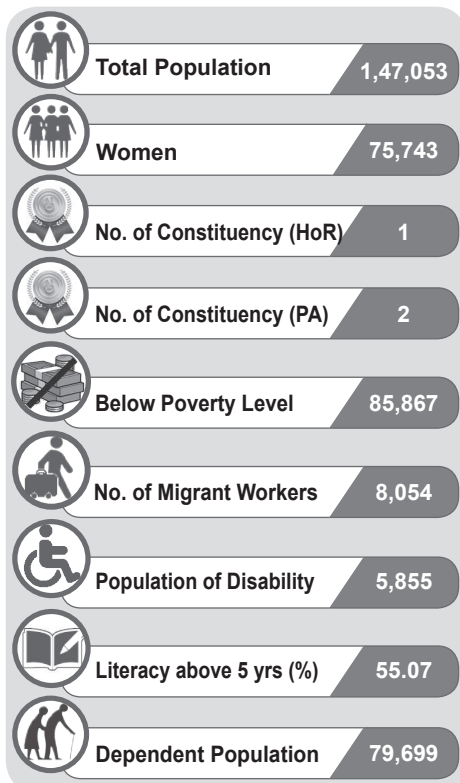 Total Population 1,47,053
Women 75,743
No. of Constituency (HoR) 1
No. of Constituency (PA) 2
Below Poverty Level 85,867
No. of Migrant Workers 8,054
Population of Disability 5,855
Literacy above 5 yrs (%) 55.07
Dependent Population 79,699